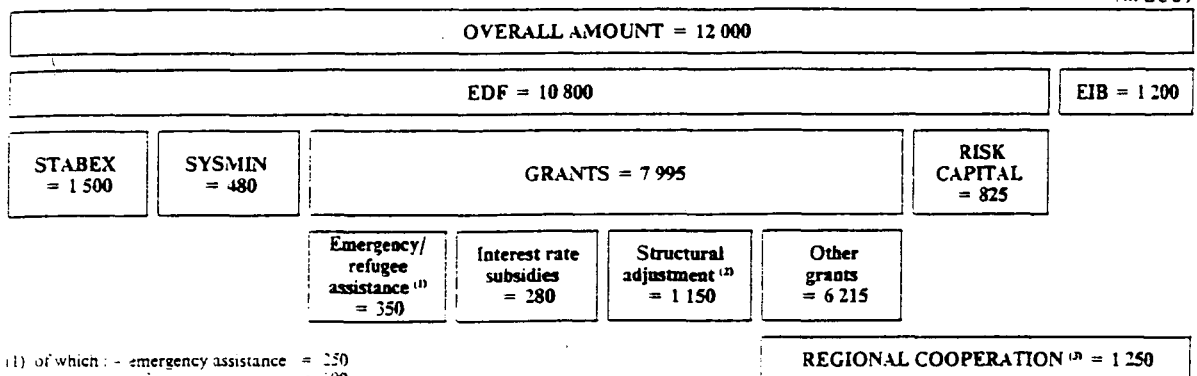 OVERALL AMOUNT = 12 000
EDF = 10 800
EIB = 1 200
STABEX
= 1 500
SYSMIN
= 480
GRANTS = 7 995
RISK
CAPITAL
= 825
Emergency/
refugee
assistance (1)
= 350
Interest rate
subsidies
= 280
Structural
adjustment (2)
= 1 150
Other
grants
= 6 215
(1) of which : - emergency assistance = 250
REGIONAL COOPERATION (3) = 1 250